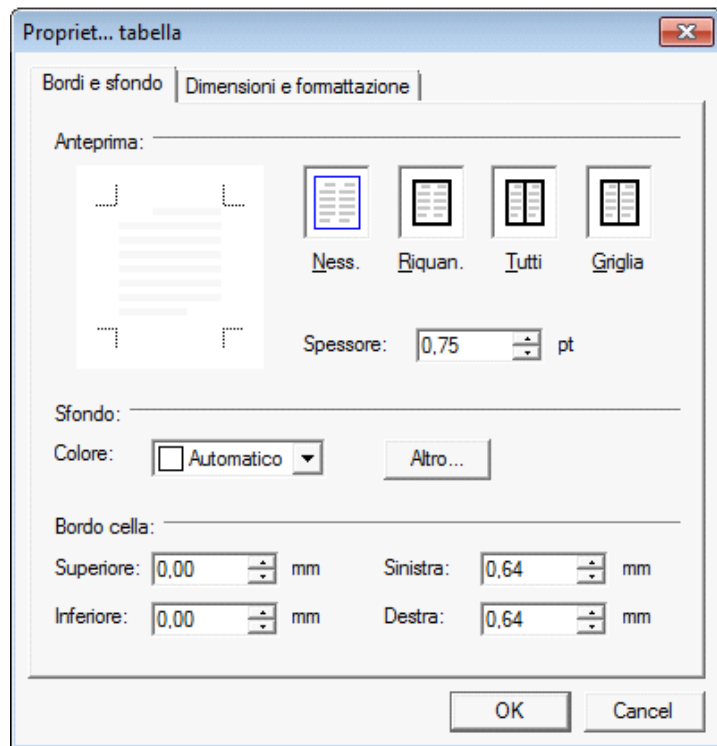 Propriet... tabella
Bordi e sfondo Dimensioni e formattazione
Anteprima:
Ness. Riquan. Tutti Griglia
Spessore: 0,75 pt
Sfondo:
Colore: Automatico Altro...
Bordo cella:
Superiore: 0,00 mm Sinistra: 0,64 mm
Inferiore: 0,00 mm Destra: 0,64 mm
OK Cancel